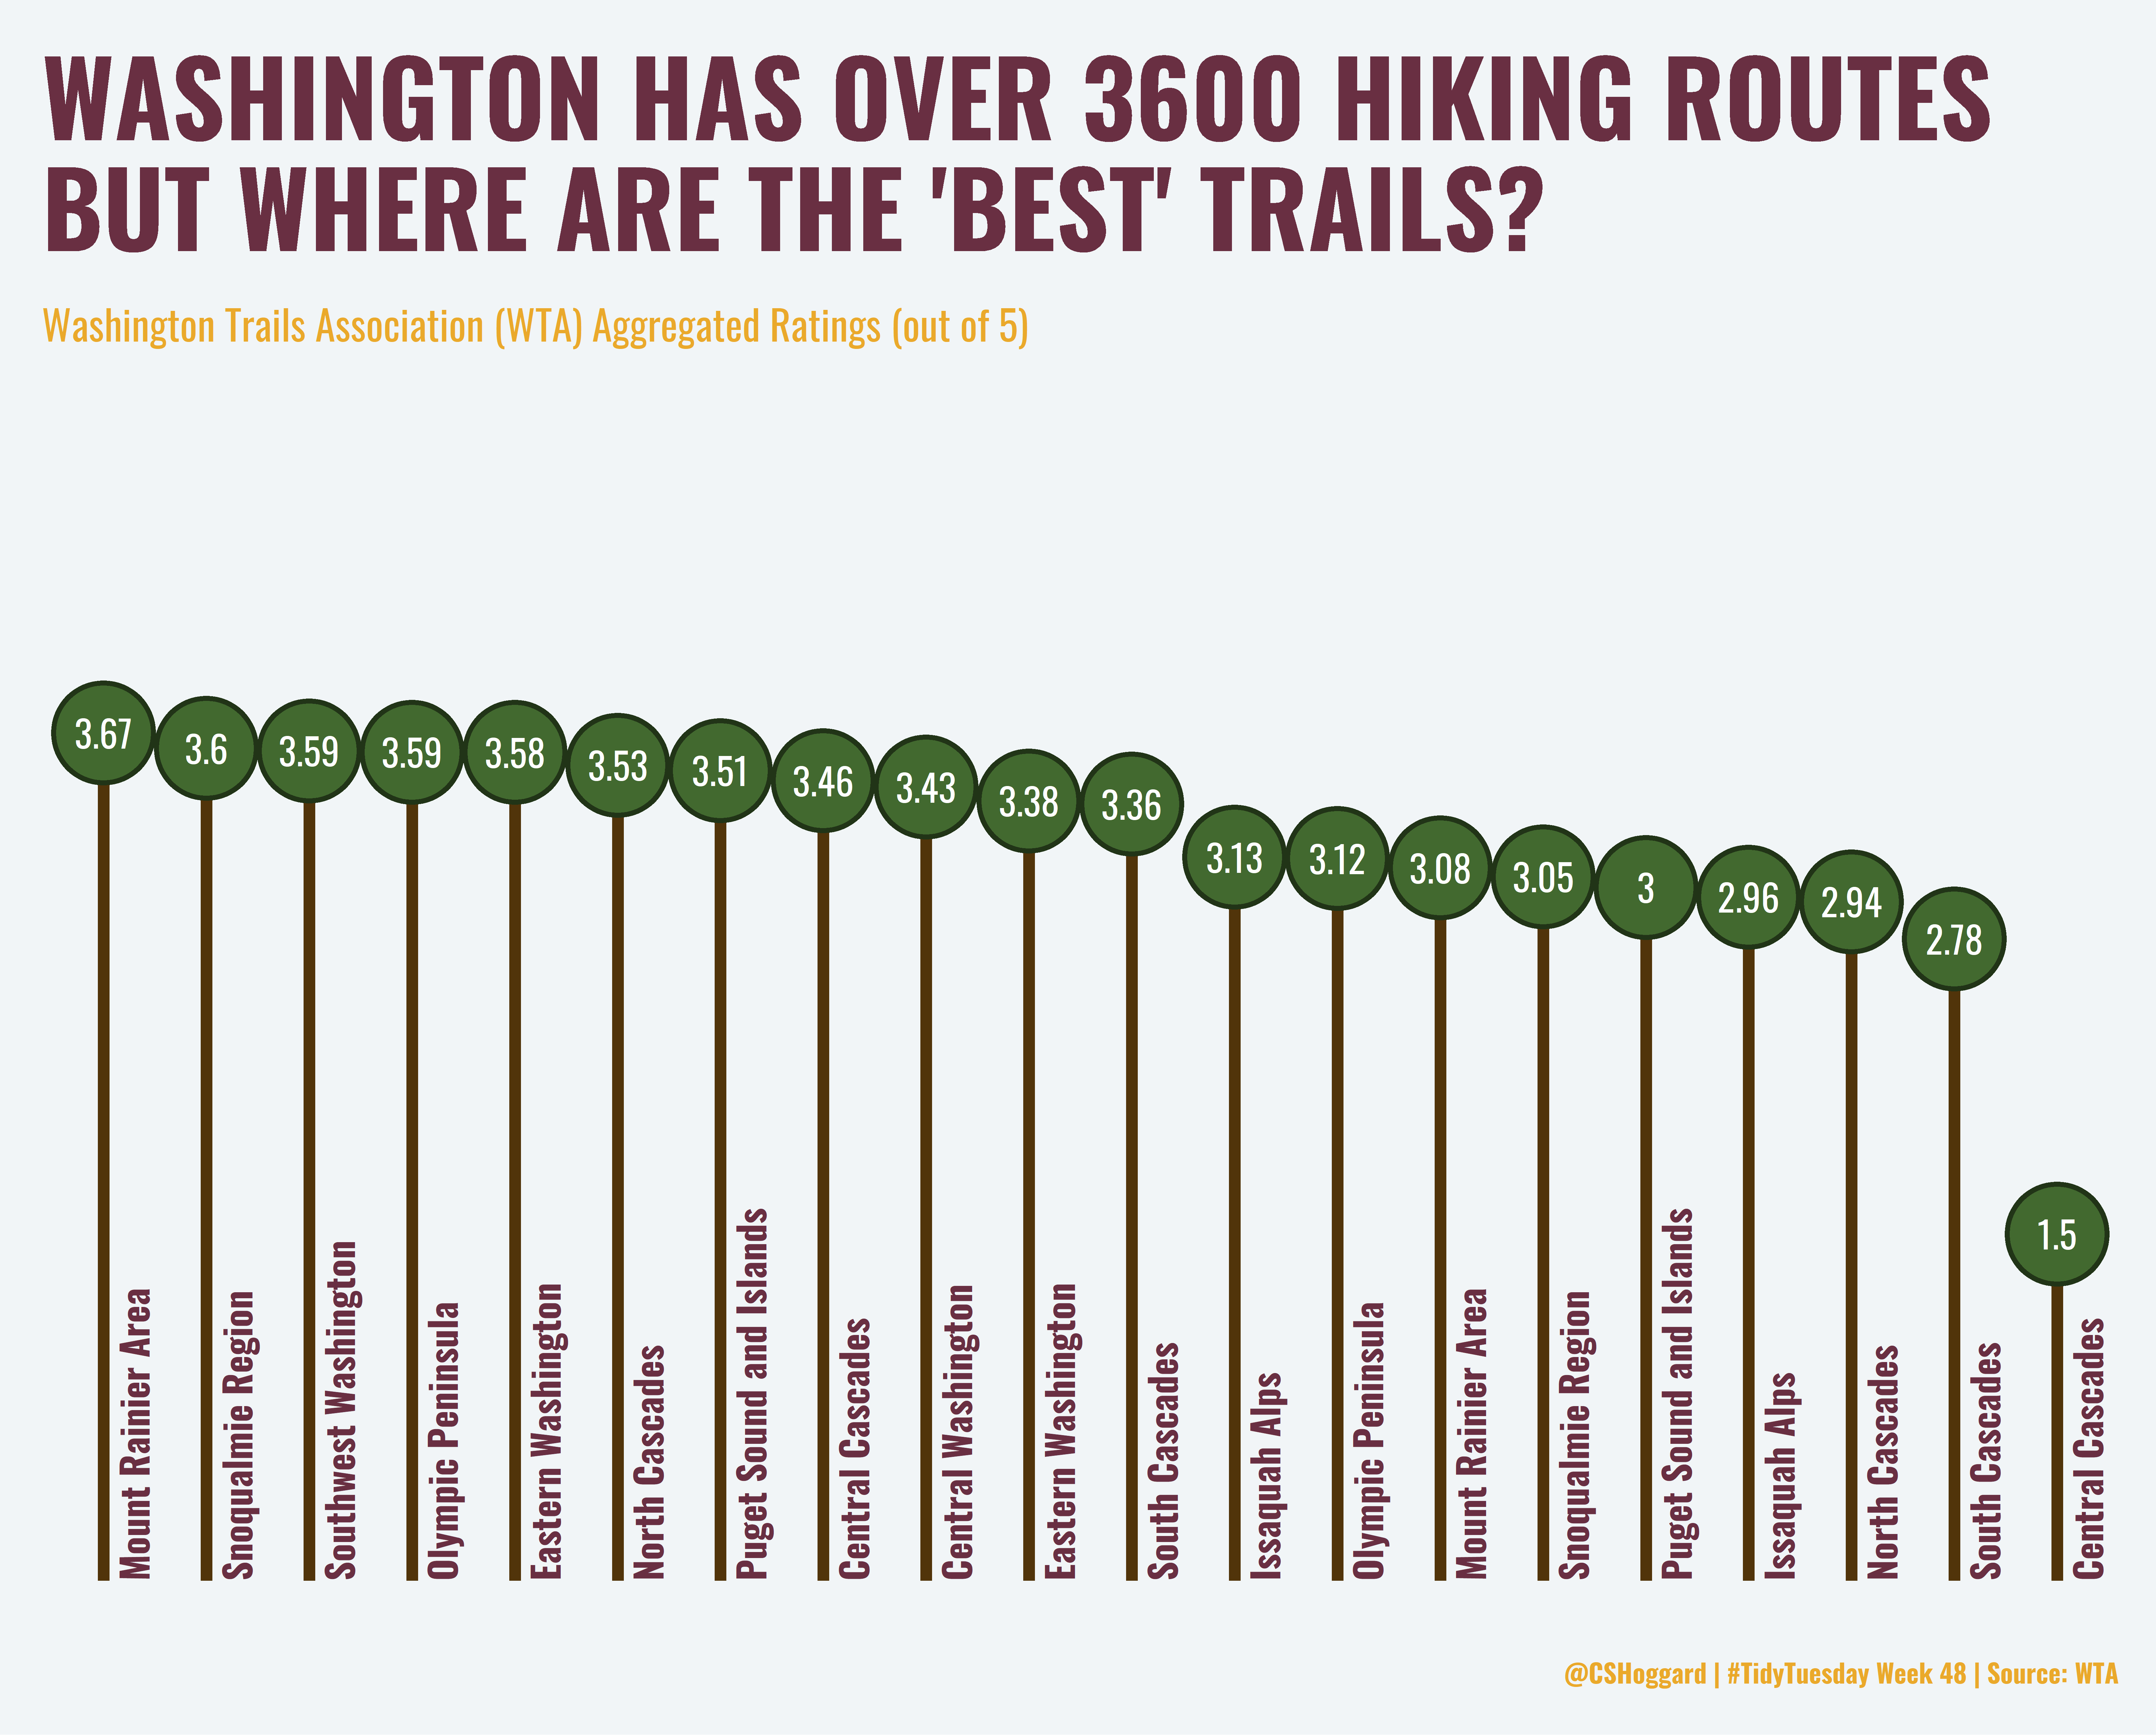 WASHINGTON HAS OVER 3600 HIKING ROUTES
BUT WHERE ARE THE 'BEST' TRAILS?
Washington Trails Association (WTA) Aggregated Ratings (out of 5)
3.67
3.6
3.59
3.59
3.58
3.53
3.51
3.46
3.43
3.38
3.36
3.13
3.12
3.08
3.05
3
2.96
2.94
2.78
1.5
Mount Rainier Area
Snoqualmie Region
Southwest Washington
Olympic Peninsula
Eastern Washington
North Cascades
Puget Sound and Islands
Central Cascades
Central Washington
Eastern Washington
South Cascades
Issaquah Alps
Olympic Peninsula
Mount Rainier Area
Snoqualmie Region
Puget Sound and Islands
Issaquah Alps
North Cascades
South Cascades
Central Cascades
@CSHoggard | #TidyTuesday Week 48 | Source: WTA